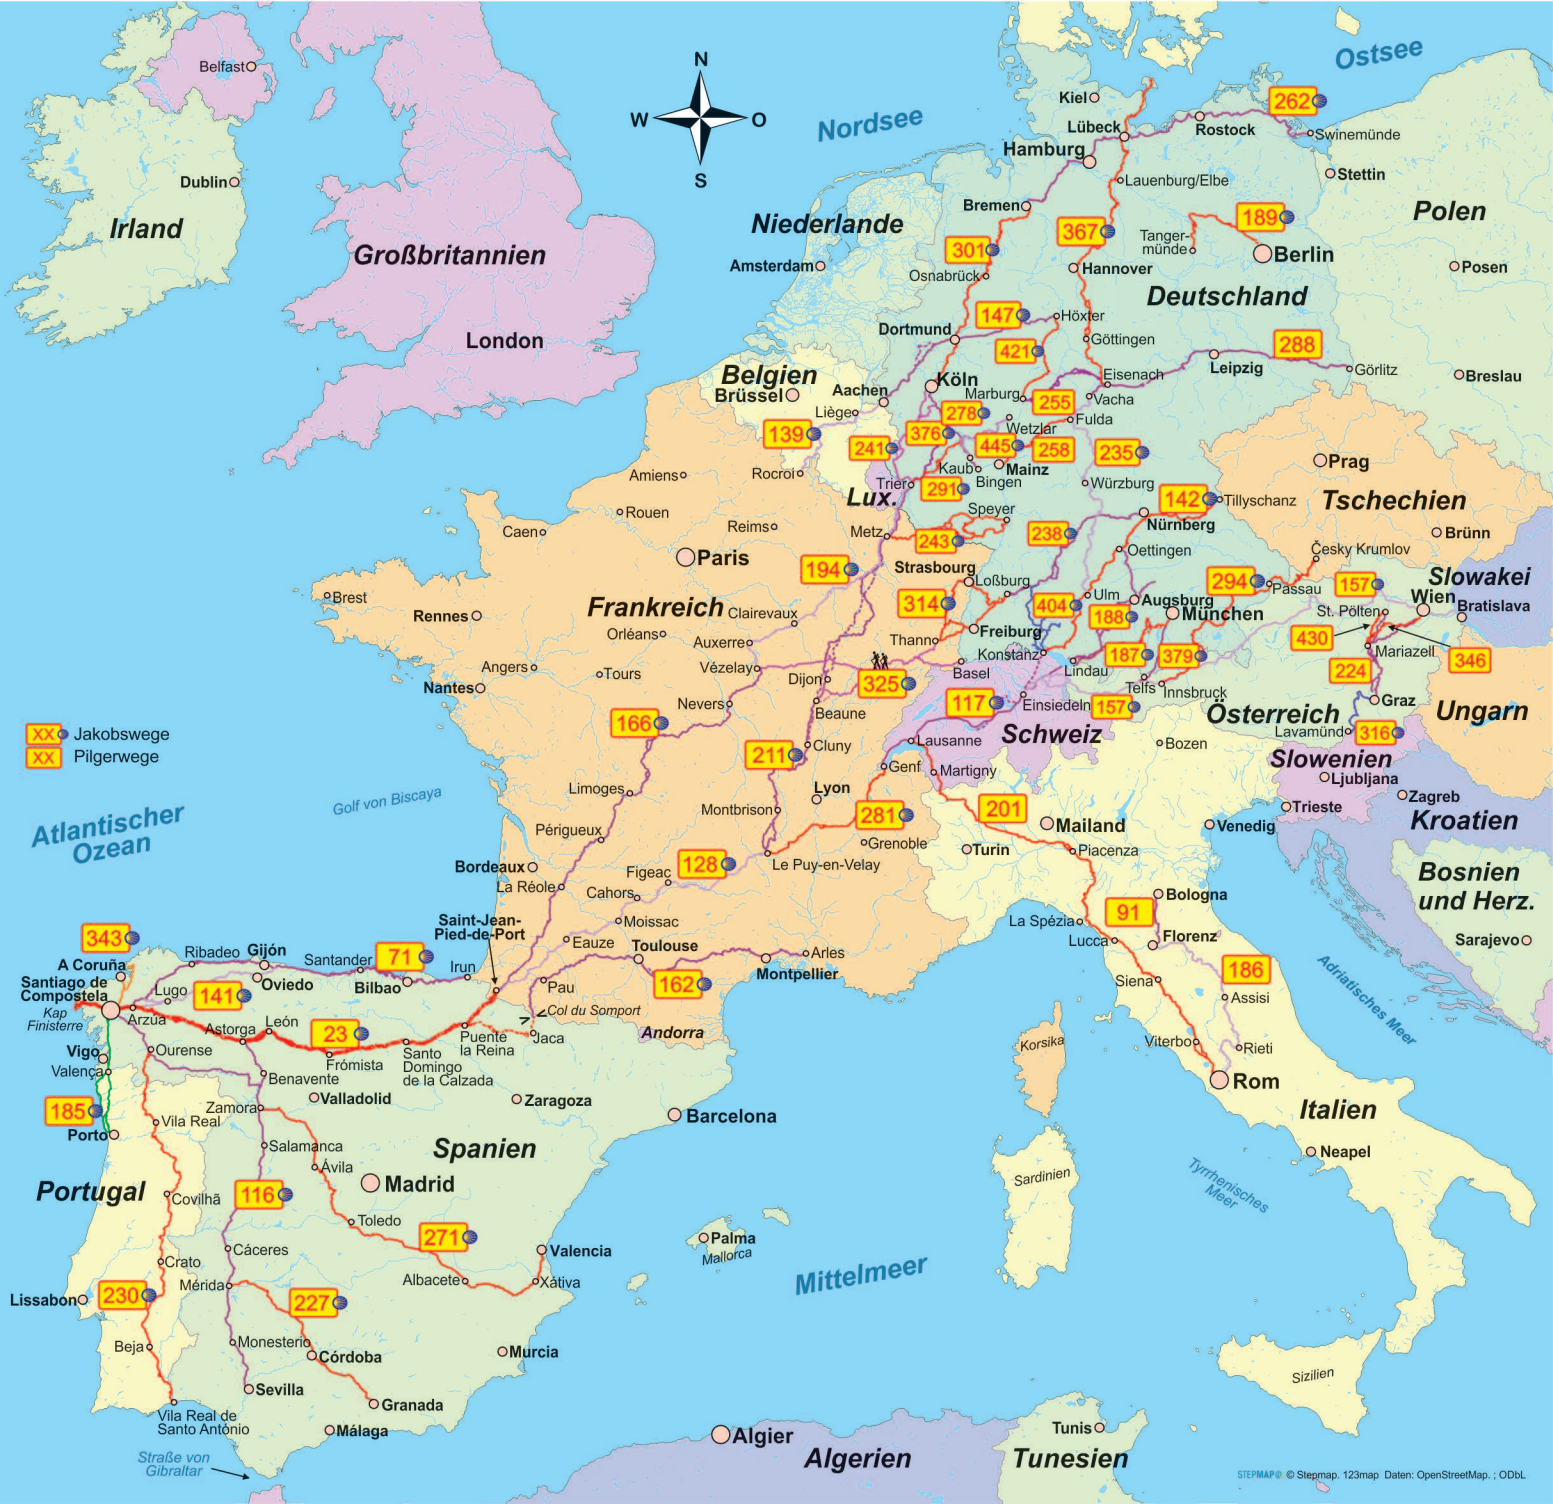 Ostsee
Belfast
N
W
O
S
Nordsee
Kiel
262
Lübeck
Rostock
Swinemünde
Hamburg
Stettin
Dublin
Lauenburg/Elbe
Irland
Bremen
Polen
Niederlande
189
367
Tanger-
münde
Großbritannien
301
Berlin
Amsterdam
Osnabrück
Hannover
Posen
Deutschland
147
Höxter
Dortmund
London
Göttingen
288
421
Leipzig
Görlitz
Belgien
Brüssel
Köln
Eisenach
Breslau
Aachen
Marburg
255
Vacha
Liège
278
Fulda
139
376
Wetzlar
241
445
258
235
Kaub
Mainz
Prag
Amiens
Rocroi
Trier
Bingen
291
Würzburg
Lux.
142
Tillyschanz
Tschechien
Rouen
Speyer
Reims
Nürnberg
Caen
Metz
243
238
Brünn
Paris
Oettingen
Česky Krumlov
194
Strasbourg
Loßburg
294
Passau
157
Slowakei
Brest
Ulm
Augsburg
Wien
Bratislava
Frankreich
Clairevaux
314
404
188
München
St. Pölten
Rennes
Orléans
Auxerre
Thann
Freiburg
430
Mariazell
346
Angers
Vézelay
Konstanz
187
379
Tours
Basel
Lindau
224
Nantes
Dijon
325
Telfs
Innsbruck
Nevers
Beaune
117
Einsiedeln
157
Graz
Österreich
Ungarn
166
Lavamünd
316
XX Jakobswege
XX Pilgerwege
Cluny
Lausanne
Schweiz
Bozen
211
Slowenien
Genf
Martigny
Ljubljana
Limoges
Lyon
Zagreb
Golf von Biscaya
Montbrison
201
Trieste
Atlantischer
Ozean
281
Mailand
Venedig
Kroatien
Périgueux
Grenoble
Turin
Piacenza
Bordeaux
128
Le Puy-en-Velay
Bosnien
und Herz.
Figeac
La Réole
Cahors
Bologna
Saint-Jean-
Pied-de-Port
Moissac
La Spézia
91
343
Eauze
Toulouse
Lucca
Florenz
Sarajevo
Ribadeo
Gijón
Santander
71
Irun
Arles
A Coruña
Montpellier
Santiago de
Compostela
Oviedo
Bilbao
Pau
162
Siena
186
Adriatisches Meer
Lugo
141
Assisi
Kap
Finisterre
Arzúa
León
Col du Somport
Astorga
23
Puente
la Reina
Jaca
Andorra
Korsika
Viterbo
Rieti
Vigo
Ourense
Frómista
Santo
Domingo
de la Calzada
Valença
Benavente
Rom
Valladolid
Zaragoza
185
Zamora
Barcelona
Italien
Vila Real
Porto
Salamanca
Spanien
Neapel
Ávila
Sardinien
Tyrrhenisches
Meer
Portugal
Madrid
116
Covilhã
Toledo
271
Palma
Mallorca
Cáceres
Valencia
Crato
Mittelmeer
Mérida
Albacete
Xátiva
Lissabon
230
227
Beja
Monesterio
Murcia
Córdoba
Sizilien
Sevilla
Granada
Vila Real de
Santo António
Málaga
Tunis
Algier
Straße von
Gibraltar
Algerien
Tunesien
STEPMAP © Stepmap. 123map Daten: OpenStreetMap. ; ODbL